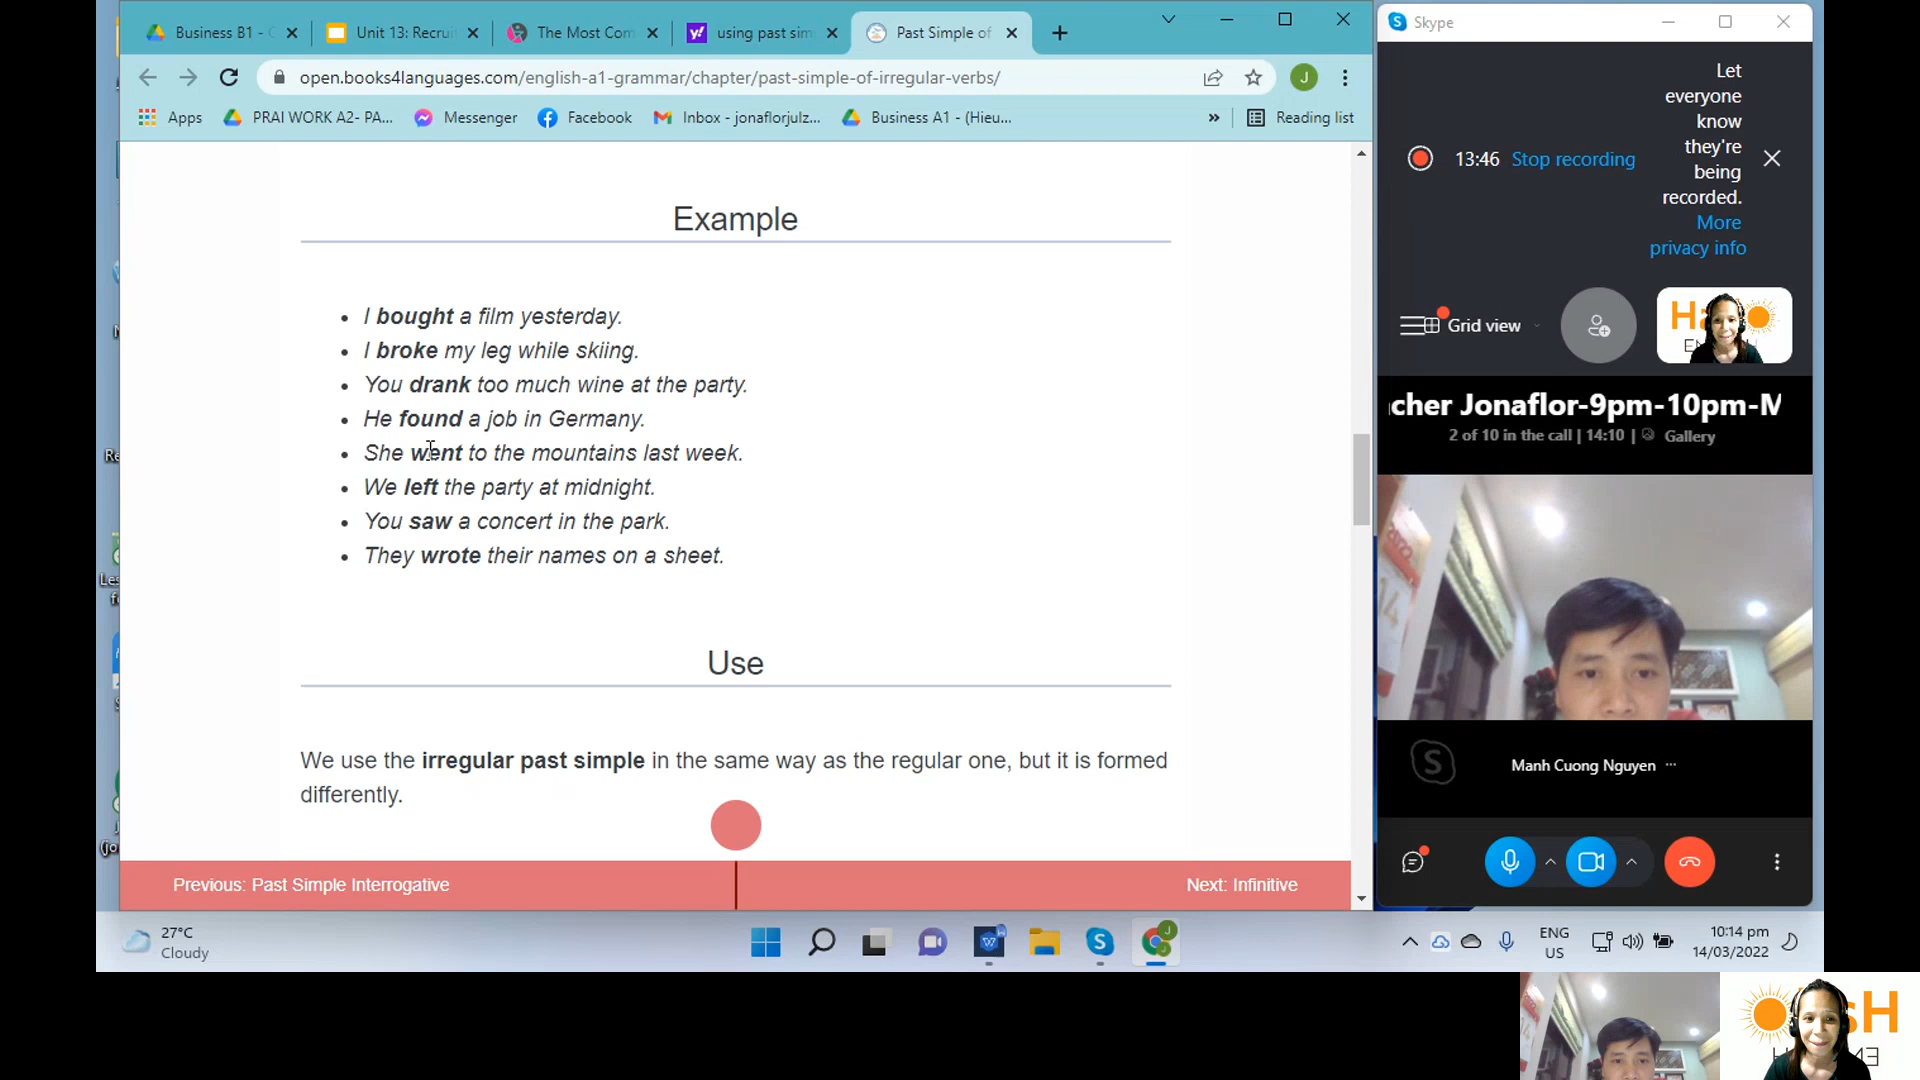 Business B1 - C
Unit 13: Recrui
The Most Com
using past sim
Past Simple of
open.books4languages.com/english-a1-grammar/chapter/past-simple-of-irregular-verbs/
J
Apps
PRAI WORK A2- PA...
Messenger
Facebook
Inbox - jonaflorjulz...
Business A1 - (Hieu...
»
Reading list
Example
I bought a film yesterday.
I broke my leg while skiing.
You drank too much wine at the party.
He found a job in Germany.
She went to the mountains last week.
We left the party at midnight.
You saw a concert in the park.
They wrote their names on a sheet.
Use
We use the irregular past simple in the same way as the regular one, but it is formed
differently.
Previous: Past Simple Interrogative
Next: Infinitive
Skype
13:46 Stop recording
Let
everyone
know
they're
being
recorded.
More
privacy info
Grid view
cher Jonaflor-9pm-10pm-M
2 of 10 in the call | 14:10 | Gallery
Manh Cuong Nguyen
27°C
Cloudy
ENG
US
10:14 pm
14/03/2022